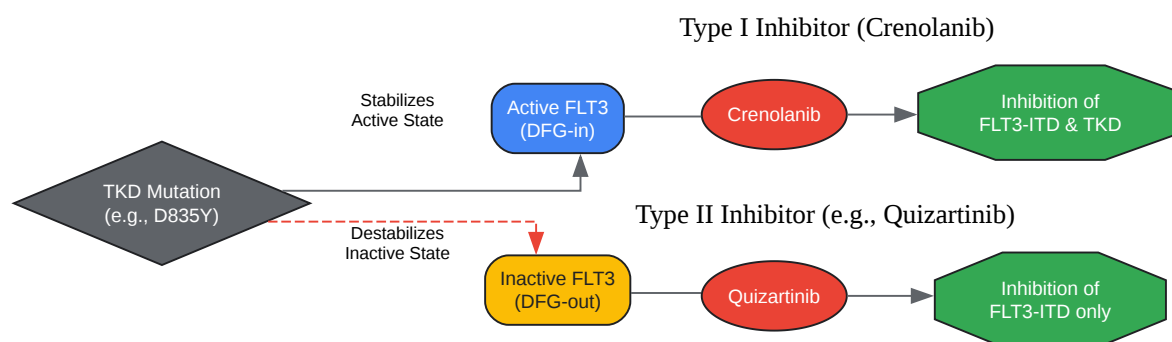 Type I Inhibitor (Crenolanib)
Stabilizes
Active State
Active FLT3
(DFG-in)
Crenolanib
Inhibition of
FLT3-ITD & TKD
TKD Mutation
(e.g., D835Y)
Type II Inhibitor (e.g., Quizartinib)
Destabilizes
Inactive State
Inactive FLT3
(DFG-out)
Quizartinib
Inhibition of
FLT3-ITD only